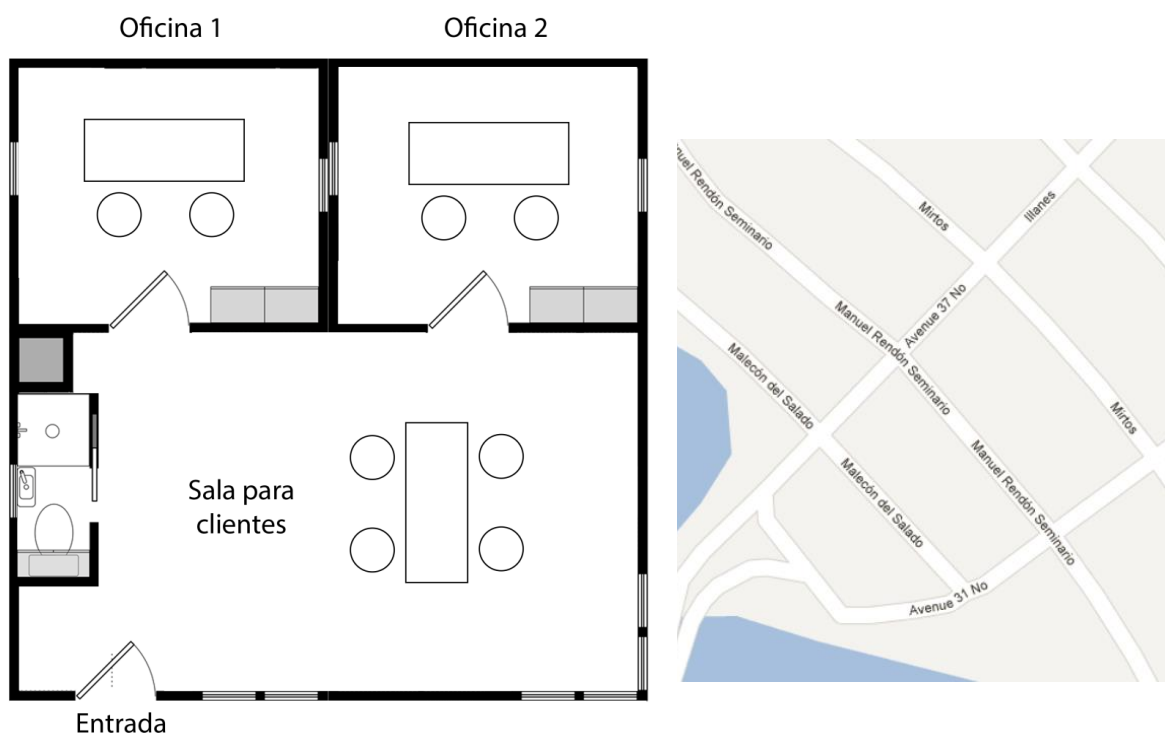 Oficina 1
Oficina 2
Sala para
clientes
Entrada
nuel Rendón Seminario
Mirtos
Illanes
Avenue 37 No
Manuel Rendón Seminario
Malecón del Salado
Mirtos
Manuel Rendón Seminario
Malecón del Salado
Avenue 31 No